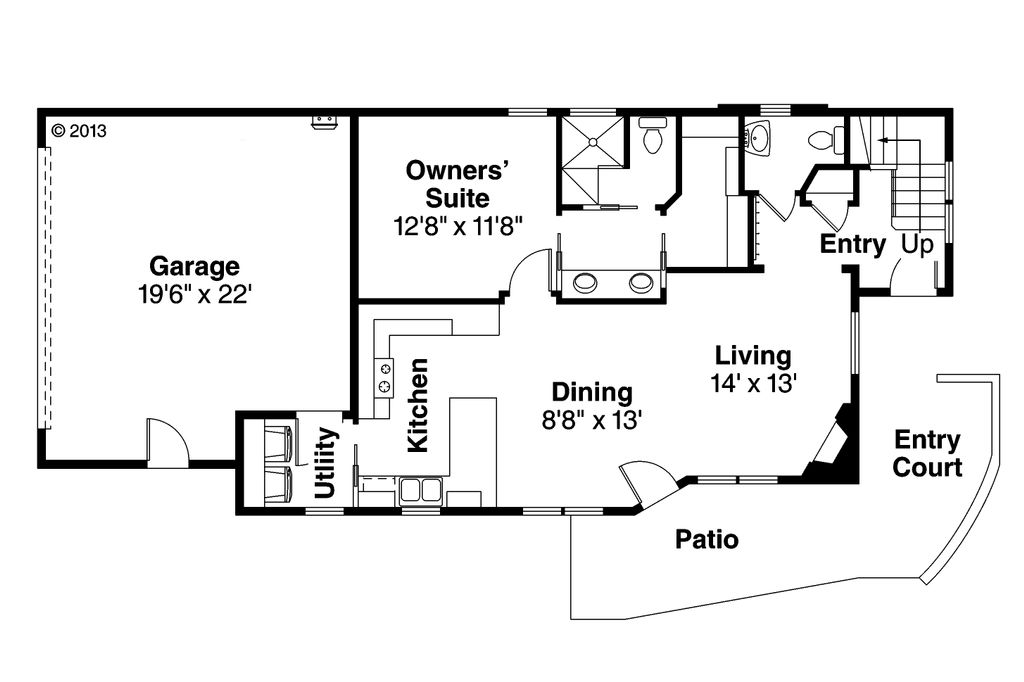 © 2013
Owners'
Suite
12'8" x 11'8"
Garage
19'6" x 22'
Entry Up
Kitchen
Living
14' x 13'
Dining
8'8" x 13'
Utliity
Entry
Court
Patio